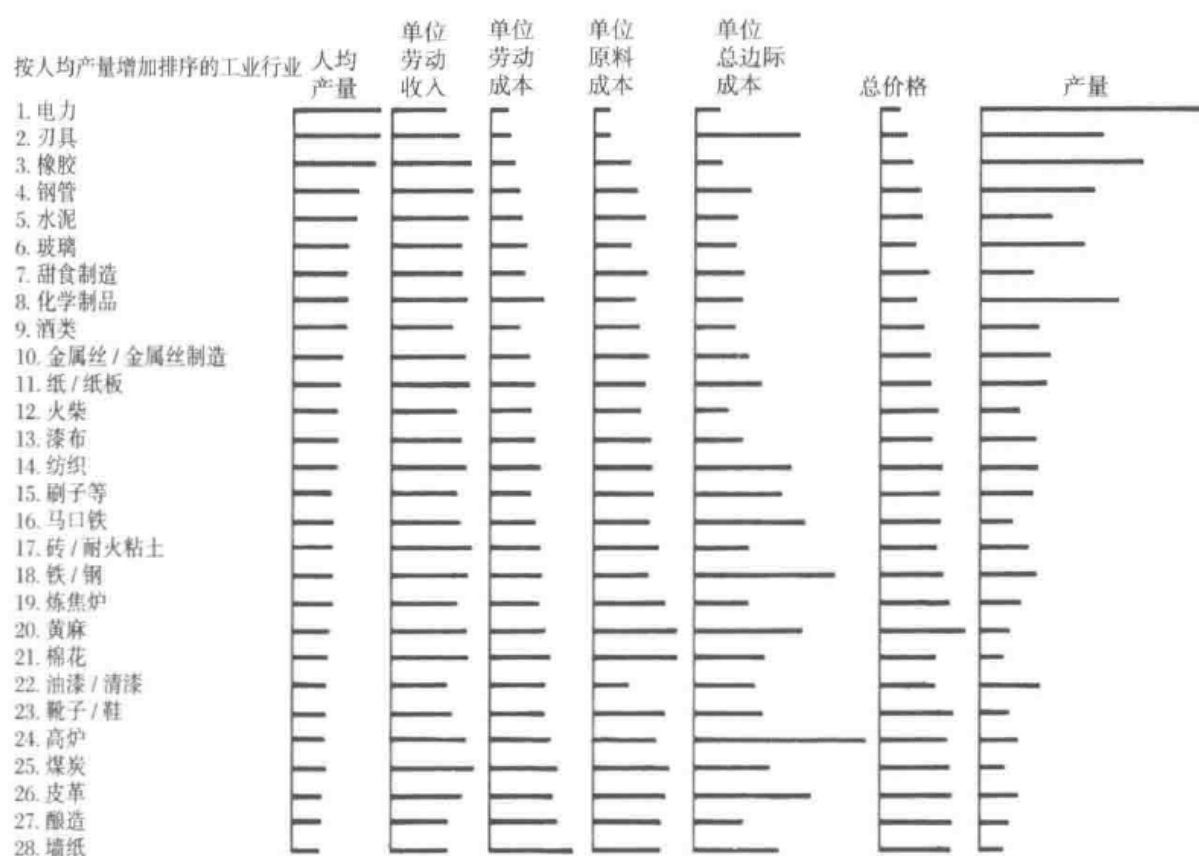 按人均产量增加排序的工业行业
人均
产量
单位
劳动
收入
单位
劳动
成本
单位
原料
成本
单位
总边际
成本
总价格
产量
1. 电力
2. 刃具
3. 橡胶
4. 钢管
5. 水泥
6. 玻璃
7. 甜食制造
8. 化学制品
9. 酒类
10. 金属丝 / 金属丝制造
11. 纸 / 纸板
12. 火柴
13. 漆布
14. 纺织
15. 刷子等
16. 马口铁
17. 砖 / 耐火粘土
18. 铁 / 钢
19. 炼焦炉
20. 黄麻
21. 棉花
22. 油漆 / 清漆
23. 靴子 / 鞋
24. 高炉
25. 煤炭
26. 皮革
27. 酿造
28. 墙纸